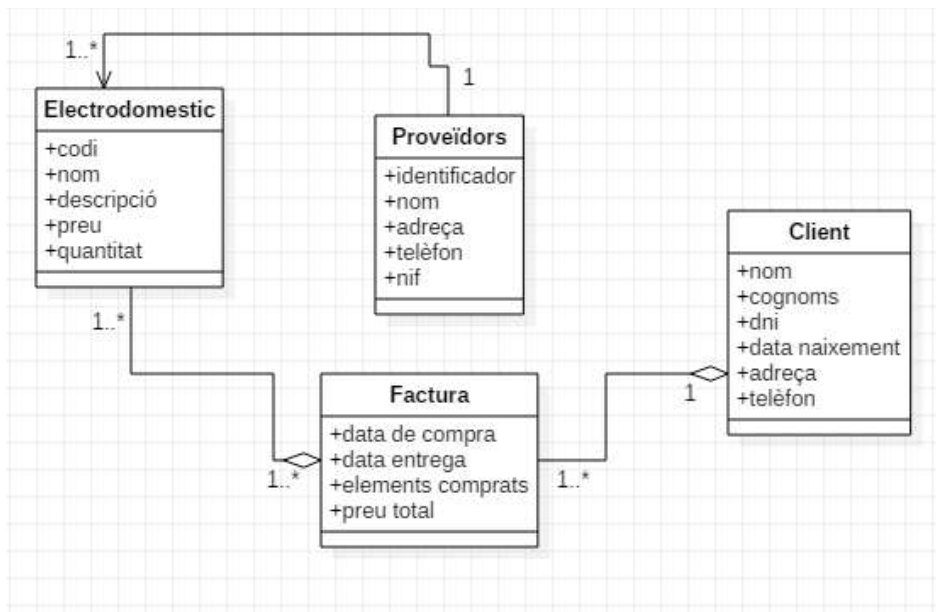 1..*
1
Electrodomestic
+codi
+nom
+descripció
+preu
+quantitat
1..*
Proveïdors
+identificador
+nom
+adreça
+telèfon
+nif
Client
+nom
+cognoms
+dni
+data naixement
+adreça
+telèfon
1
Factura
+data de compra
+data entrega
+elements comprats
+preu total
1..*
1..*